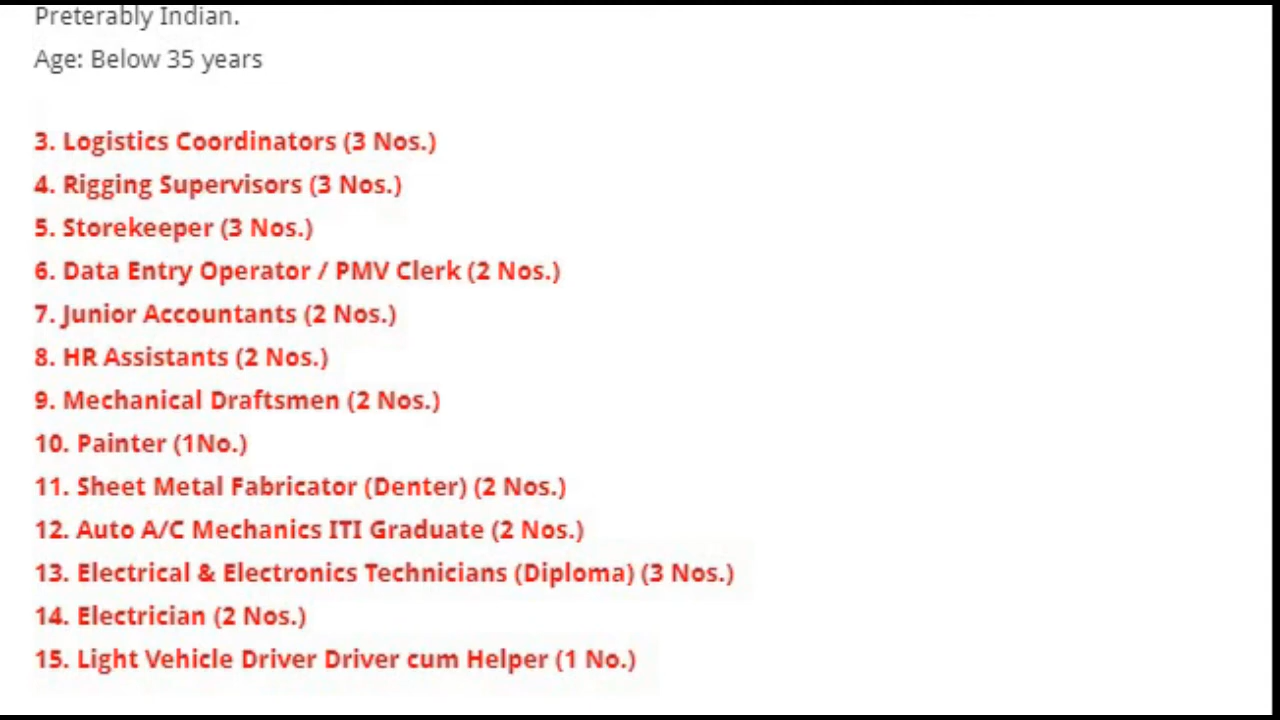 Preferably Indian.
Age: Below 35 years
3. Logistics Coordinators (3 Nos.)
4. Rigging Supervisors (3 Nos.)
5. Storekeeper (3 Nos.)
6. Data Entry Operator / PMV Clerk (2 Nos.)
7. Junior Accountants (2 Nos.)
8. HR Assistants (2 Nos.)
9. Mechanical Draftsmen (2 Nos.)
10. Painter (1No.)
11. Sheet Metal Fabricator (Denter) (2 Nos.)
12. Auto A/C Mechanics ITI Graduate (2 Nos.)
13. Electrical & Electronics Technicians (Diploma) (3 Nos.)
14. Electrician (2 Nos.)
15. Light Vehicle Driver Driver cum Helper (1 No.)